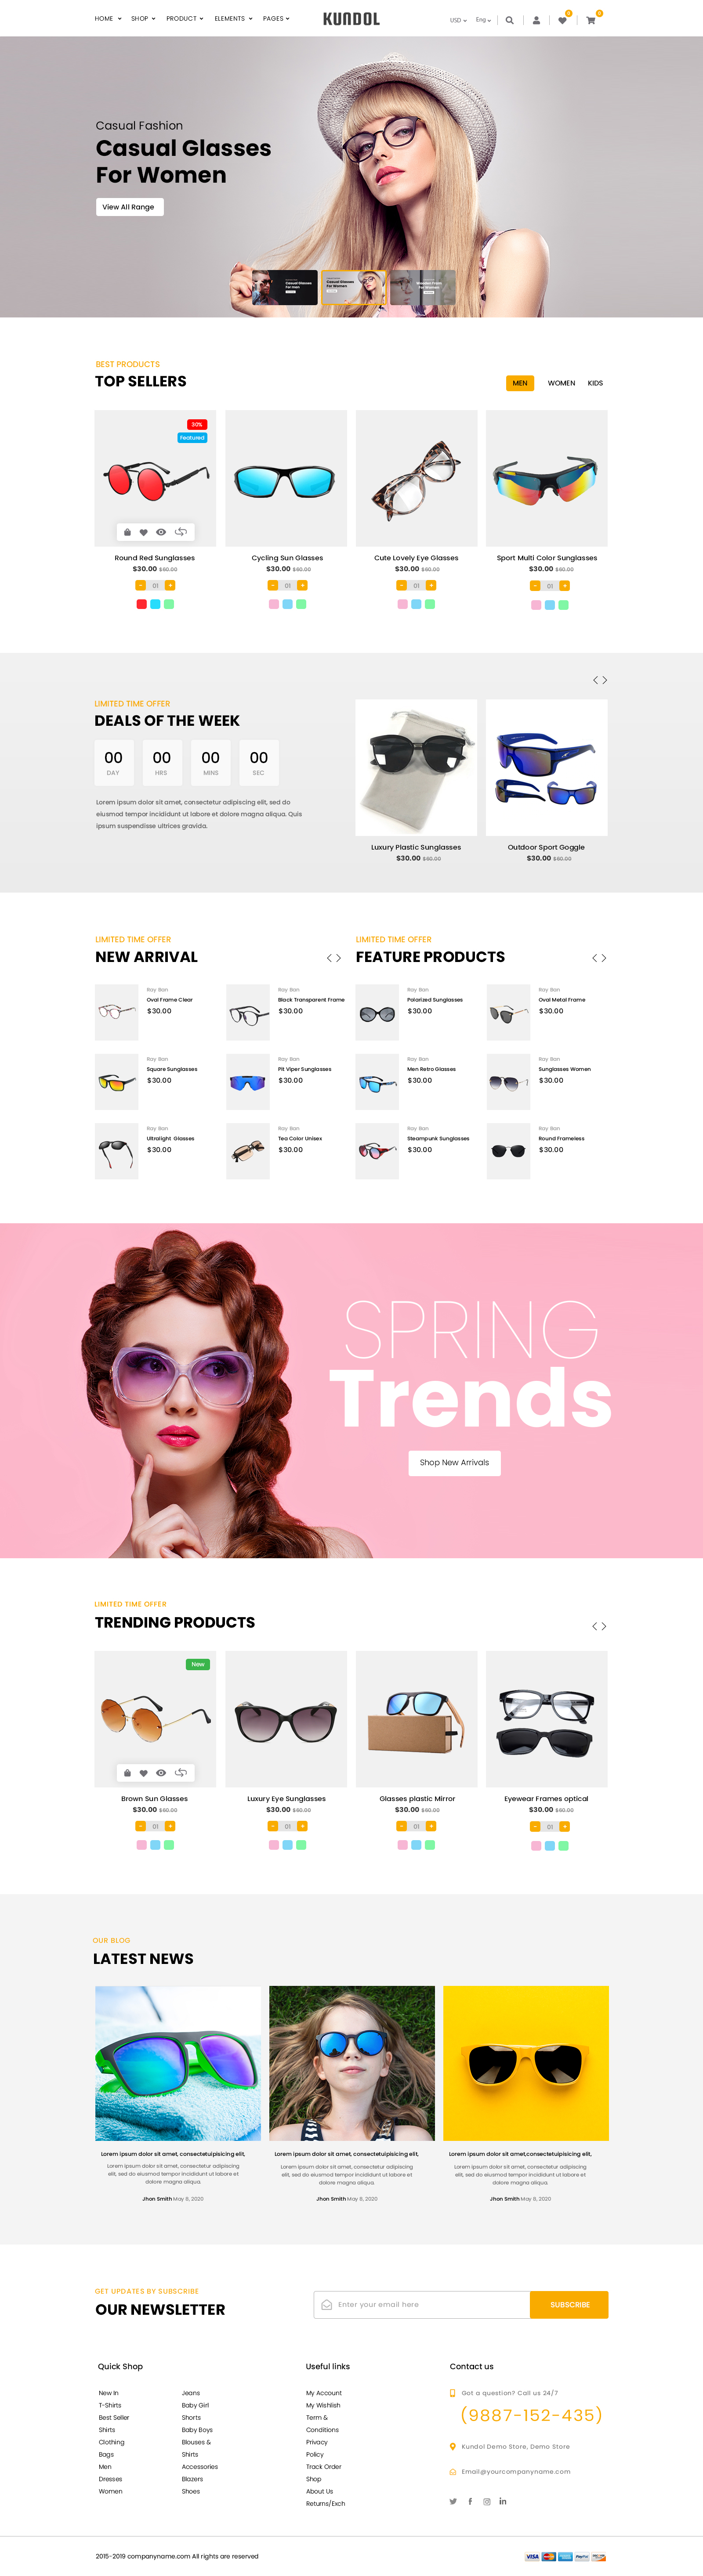 HOME SHOP PRODUCT ELEMENTS PAGES
KUNDOL
USD Eng 0 0
Casual Fashion
Casual Glasses
For Women
View All Range
Casual Glasses
For men
Casual Glasses
For Women
BEST PRODUCTS
TOP SELLERS
MEN WOMEN KIDS
30%
Featured
Round Red Sunglasses
$30.00 $60.00
- 01 +
Cycling Sun Glasses
$30.00 $60.00
- 01 +
Cute Lovely Eye Glasses
$30.00 $60.00
- 01 +
Sport Multi Color Sunglasses
$30.00 $60.00
- 01 +
LIMITED TIME OFFER
DEALS OF THE WEEK
00 00 00 00
DAY HRS MINS SEC
Lorem ipsum dolor sit amet, consectetur adipiscing elit, sed do
eiusmod tempor incididunt ut labore et dolore magna aliqua. Quis
ipsum suspendisse ultrices gravida.
Luxury Plastic Sunglasses
$30.00 $60.00
Outdoor Sport Goggle
$30.00 $60.00
LIMITED TIME OFFER
NEW ARRIVAL
Ray Ban
Oval Frame Clear
$30.00
Ray Ban
Black Transparent Frame
$30.00
Ray Ban
Square Sunglasses
$30.00
Ray Ban
Pit Viper Sunglasses
$30.00
Ray Ban
Ultralight Glasses
$30.00
Ray Ban
Tea Color Unisex
$30.00
LIMITED TIME OFFER
FEATURE PRODUCTS
Ray Ban
Polarized Sunglasses
$30.00
Ray Ban
Oval Metal Frame
$30.00
Ray Ban
Men Retro Glasses
$30.00
Ray Ban
Sunglasses Women
$30.00
Ray Ban
Steampunk Sunglasses
$30.00
Ray Ban
Round Frameless
$30.00
SPRING
Trends
Shop New Arrivals
LIMITED TIME OFFER
TRENDING PRODUCTS
New
Brown Sun Glasses
$30.00 $60.00
- 01 +
Luxury Eye Sunglasses
$30.00 $60.00
- 01 +
Glasses plastic Mirror
$30.00 $60.00
- 01 +
Eyewear Frames optical
$30.00 $60.00
- 01 +
OUR BLOG
LATEST NEWS
Lorem ipsum dolor sit amet, consectetuipisicing elit,
Lorem ipsum dolor sit amet, consectetur adipiscing
elit, sed do eiusmod tempor incididunt ut labore et
dolore magna aliqua.
Jhon Smith May 8, 2020
Lorem ipsum dolor sit amet, consectetuipisicing elit,
Lorem ipsum dolor sit amet, consectetur adipiscing
elit, sed do eiusmod tempor incididunt ut labore et
dolore magna aliqua.
Jhon Smith May 8, 2020
Lorem ipsum dolor sit amet,consectetuipisicing elit,
Lorem ipsum dolor sit amet, consectetur adipiscing
elit, sed do eiusmod tempor incididunt ut labore et
dolore magna aliqua.
Jhon Smith May 8, 2020
GET UPDATES BY SUBSCRIBE
OUR NEWSLETTER
Enter your email here
SUBSCRIBE
Quick Shop
New In
T-Shirts
Best Seller
Shirts
Clothing
Bags
Men
Dresses
Women
Jeans
Baby Girl
Shorts
Baby Boys
Blouses &
Shirts
Accessories
Blazers
Shoes
Useful links
My Account
My Wishlish
Term &
Conditions
Privacy
Policy
Track Order
Shop
About Us
Returns/Exch
Contact us
Got a question? Call us 24/7
(9887-152-435)
Kundol Demo Store, Demo Store
Email@yourcompanyname.com
2015-2019 companyname.com All rights are reserved
VISA PayPal